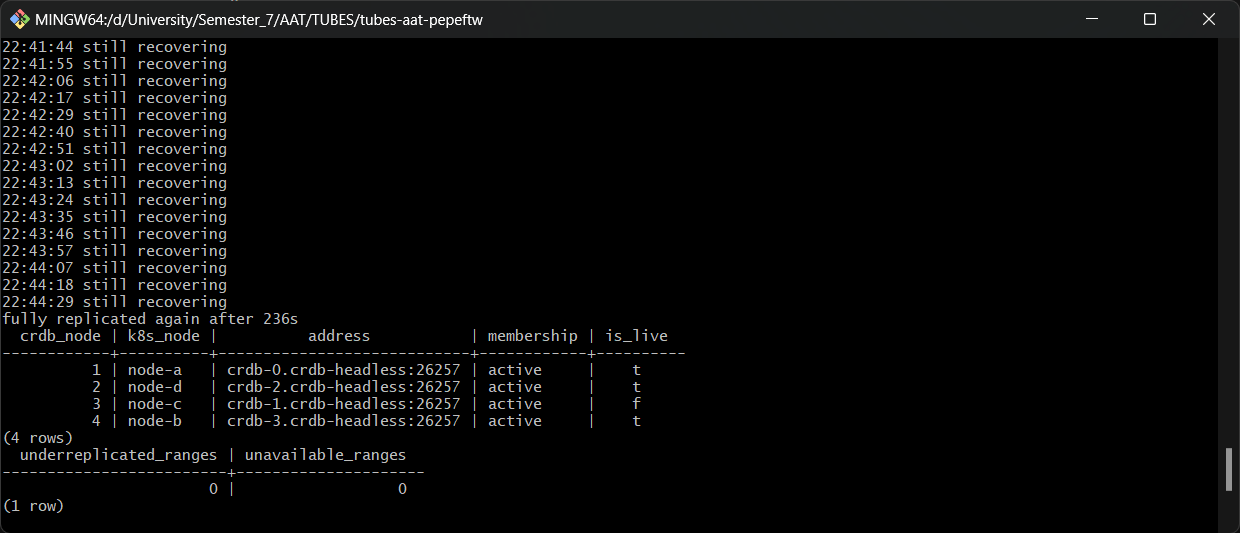 MINGW64:/d/University/Semester_7/AAT/TUBES/tubes-aat-pepeftw
22:41:44 still recovering
22:41:55 still recovering
22:42:06 still recovering
22:42:17 still recovering
22:42:29 still recovering
22:42:40 still recovering
22:42:51 still recovering
22:43:02 still recovering
22:43:13 still recovering
22:43:24 still recovering
22:43:35 still recovering
22:43:46 still recovering
22:43:57 still recovering
22:44:07 still recovering
22:44:18 still recovering
22:44:29 still recovering
fully replicated again after 236s
  crdb_node | k8s_node |          address           | membership | is_live
------------+----------+----------------------------+------------+----------
          1 | node-a   | crdb-0.crdb-headless:26257 | active     |    t
          2 | node-d   | crdb-2.crdb-headless:26257 | active     |    t
          3 | node-c   | crdb-1.crdb-headless:26257 | active     |    f
          4 | node-b   | crdb-3.crdb-headless:26257 | active     |    t
(4 rows)
  underreplicated_ranges | unavailable_ranges
-------------------------+---------------------
                       0 |                  0
(1 row)